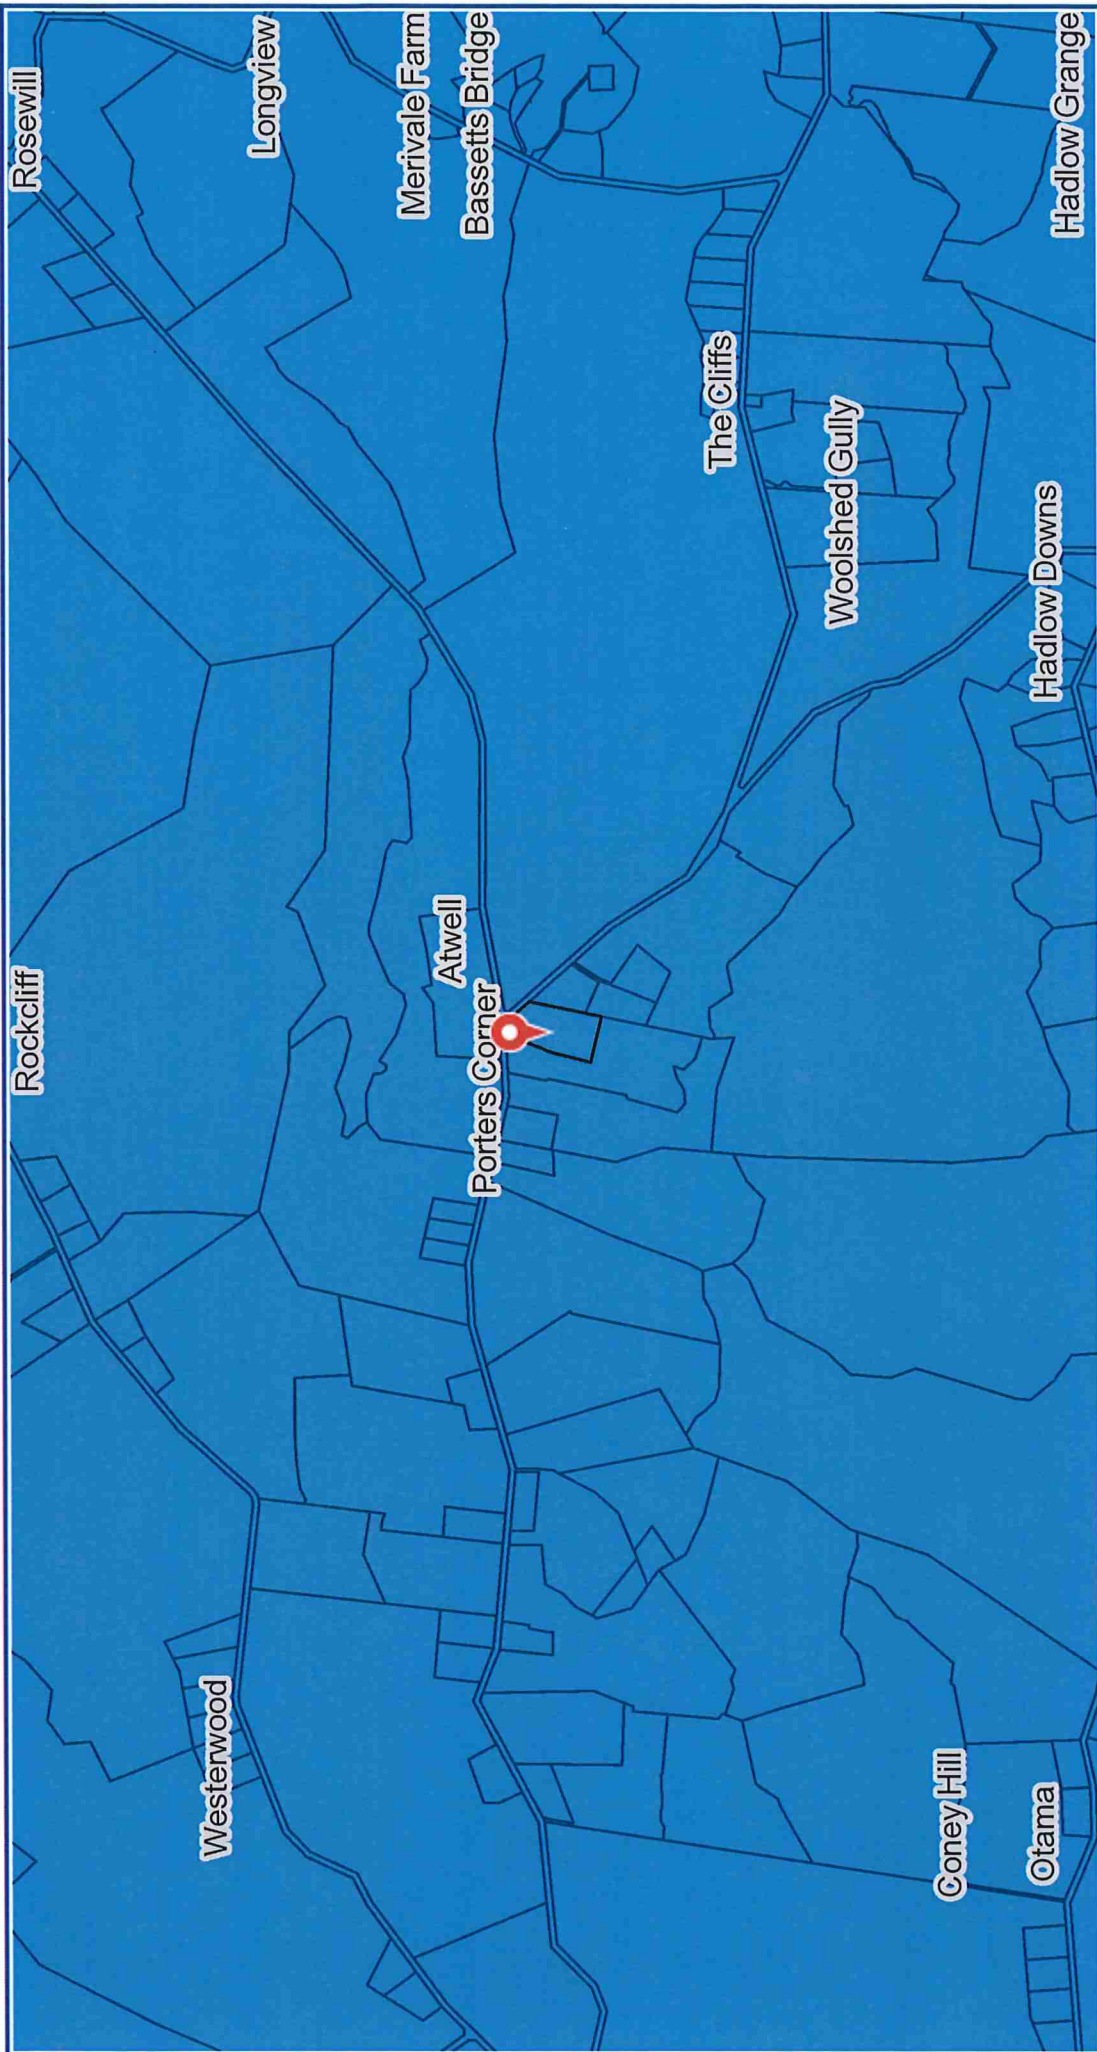 Rockcliff
Rosewill
Westerwood
Longview
Merivale Farm
Atwell
Bassetts Bridge
Porters Corner
The Cliffs
Woolshed Gully
Coney Hill
Otama
Hadlow Downs
Hadlow Grange